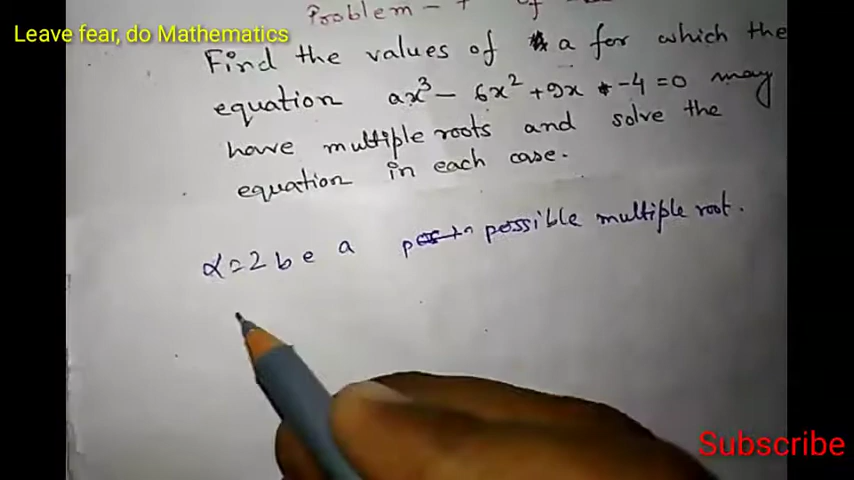 Problem -
Leave fear, do Mathematics
Find the values of a for which the
equation ax³ - 6x² + 9x - 4 = 0 may
have multiple roots and solve the
equation in each case.
α = 2 be a possible multiple root.
Subscribe